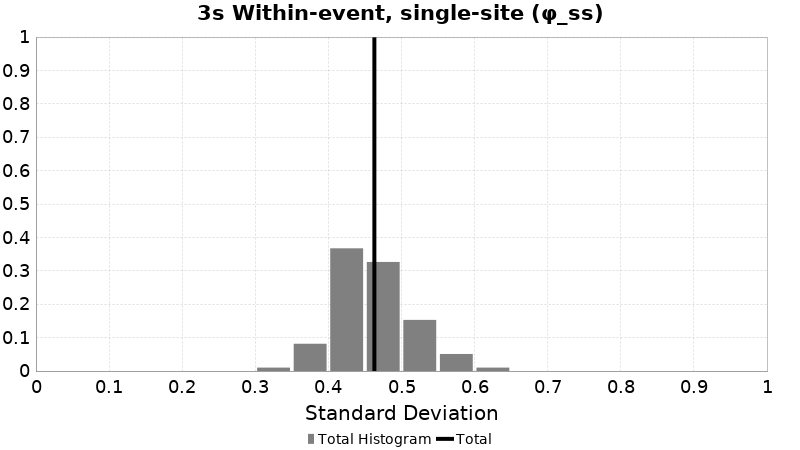 3s Within-event, single-site (φ_ss)
1
0.9
0.8
0.7
0.6
0.5
0.4
0.3
0.2
0.1
0
0 0.1 0.2 0.3 0.4 0.5 0.6 0.7 0.8 0.9 1
Standard Deviation
Total Histogram Total